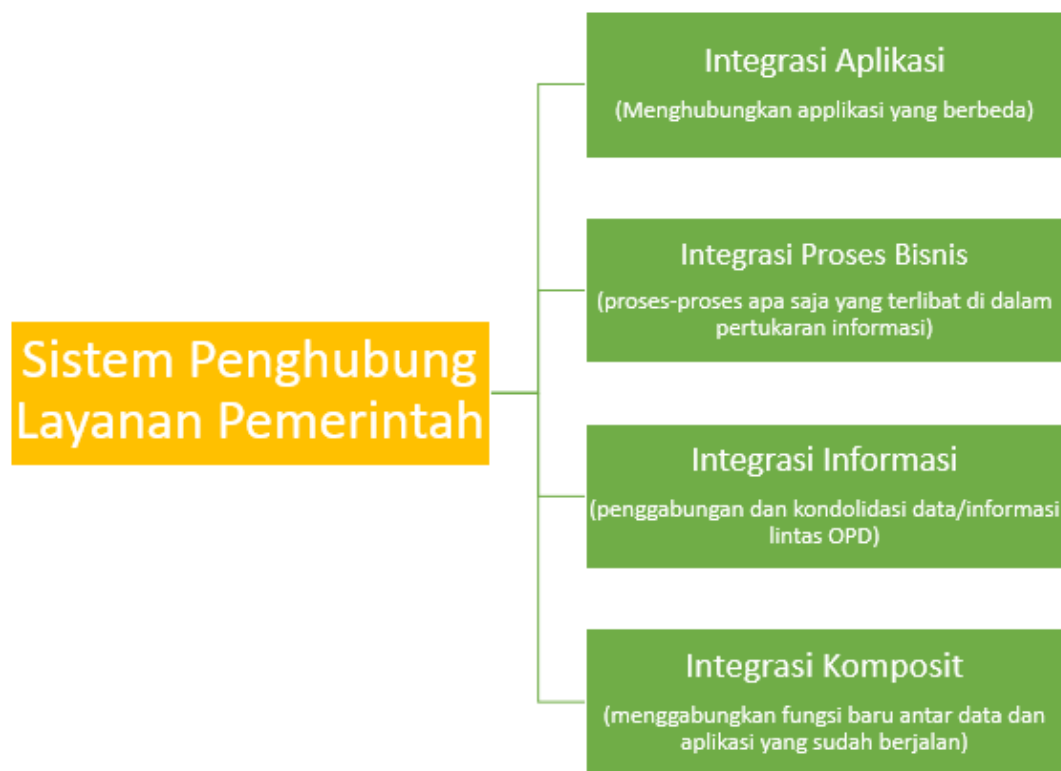 Sistem Penghubung
Layanan Pemerintah
Integrasi Aplikasi
(Menghubungkan applikasi yang berbeda)
Integrasi Proses Bisnis
(proses-proses apa saja yang terlibat di dalam
pertukaran informasi)
Integrasi Informasi
(penggabungan dan kondolidasi data/informasi
lintas OPD)
Integrasi Komposit
(menggabungkan fungsi baru antar data dan
aplikasi yang sudah berjalan)